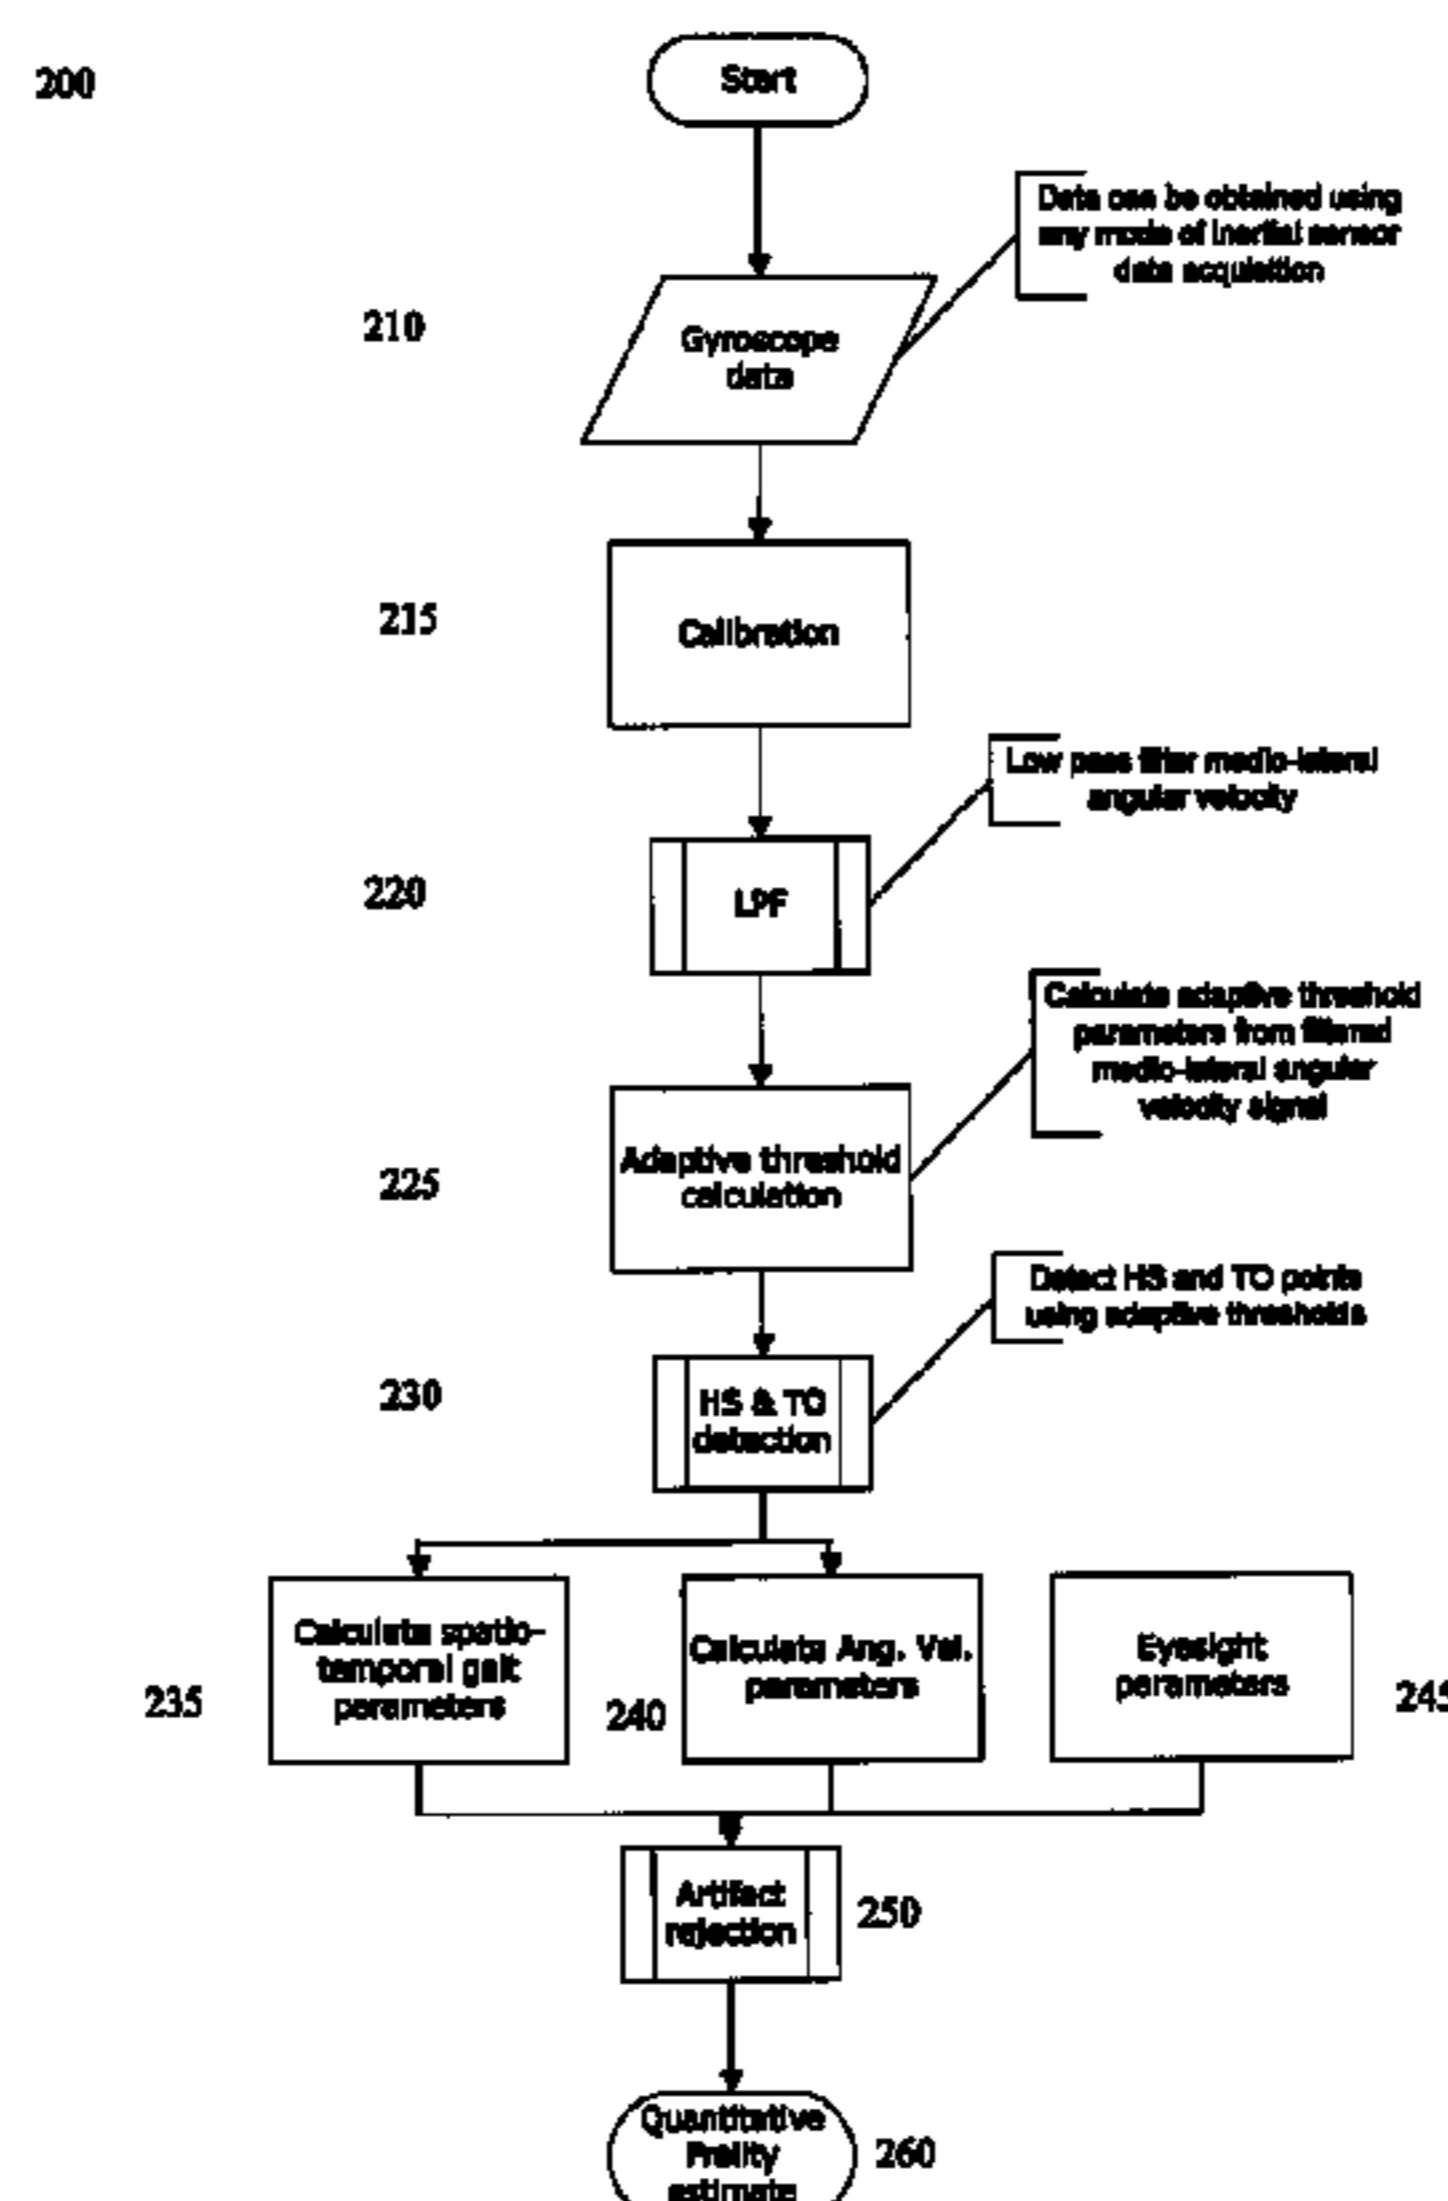 200
Start
Data can be obtained using
any mode of inertial sensor
data acquisition
210
Gyroscope
data
215
Calibration
Low pass filter medio-lateral
angular velocity
220
LPF
Calculate adaptive threshold
parameters from filtered
medio-lateral angular
velocity signal
225
Adaptive threshold
calculation
Detect HS and TO points
using adaptive thresholds
230
HS & TO
detection
Calculate spatio-
temporal gait
parameters
235
Calculate Ang. Vel.
parameters
240
Eyesight
parameters
245
Artifact
rejection
250
Quantitative
Frailty
estimate
260